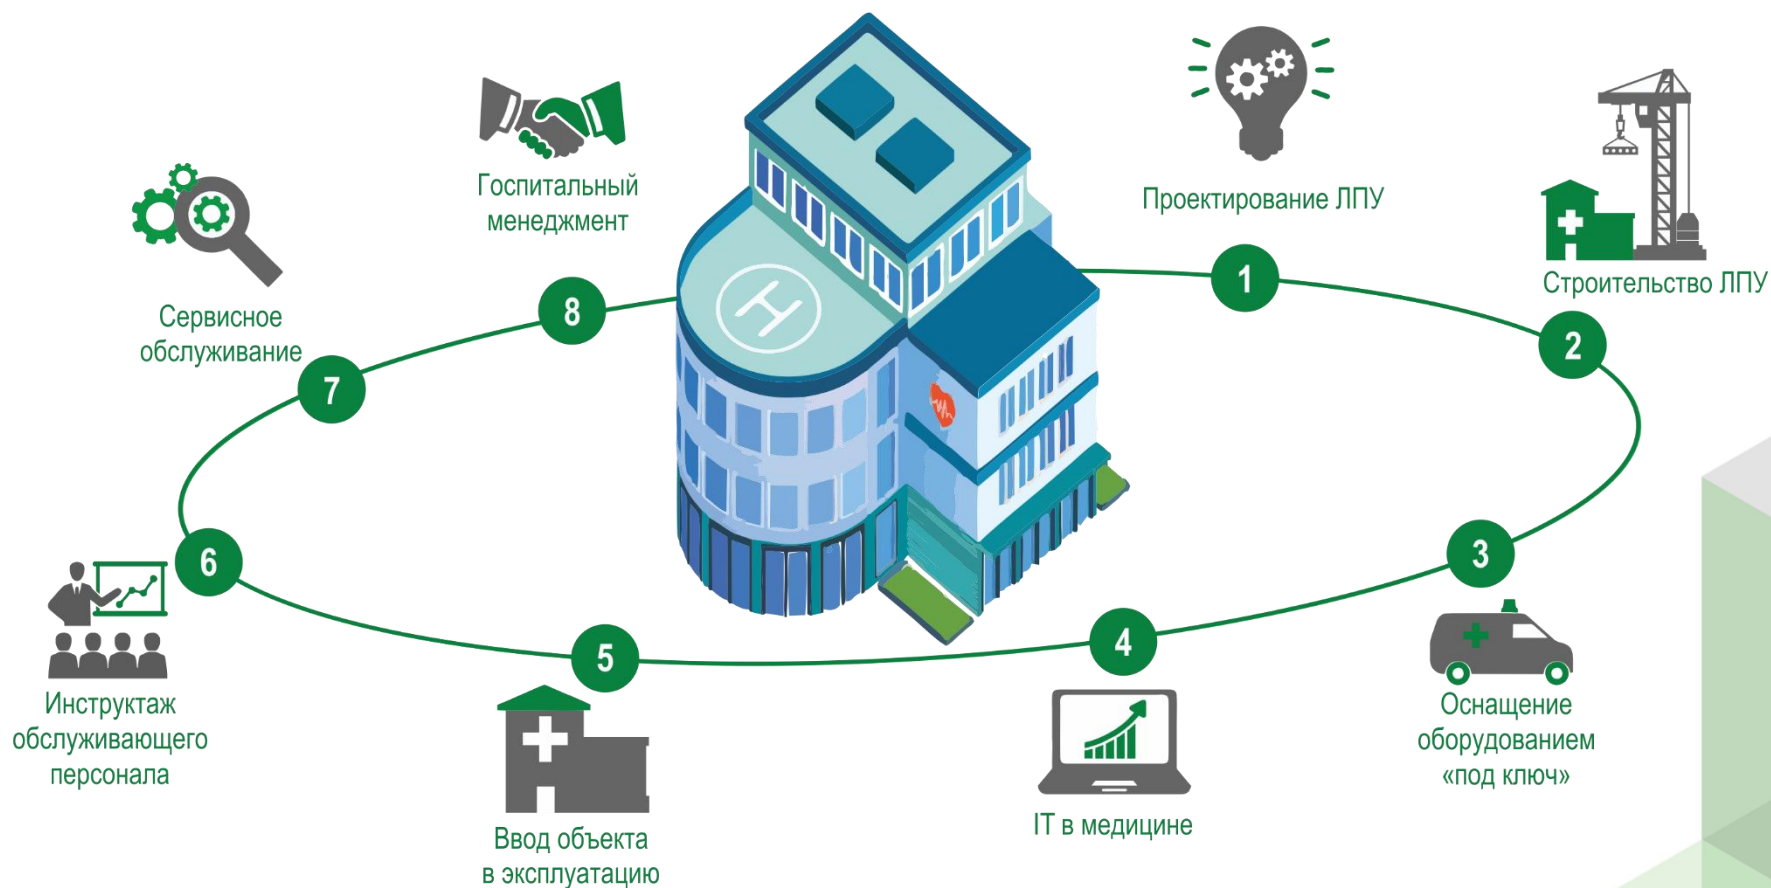 1
Проектирование ЛПУ
2
Строительство ЛПУ
3
Оснащение
оборудованием
«под ключ»
4
IT в медицине
5
Ввод объекта
в эксплуатацию
6
Инструктаж
обслуживающего
персонала
7
Сервисное
обслуживание
8
Госпитальный
менеджмент
H